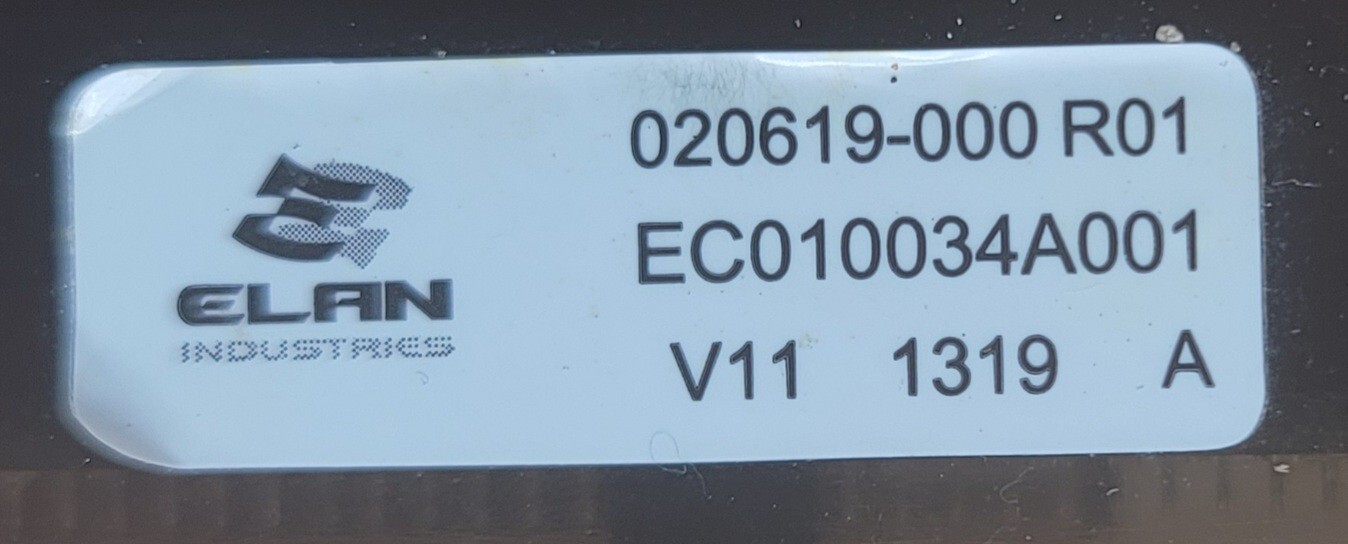 020619-000 R01
EC010034A001
V11 1319 A
ELAN
INDUSTRIES